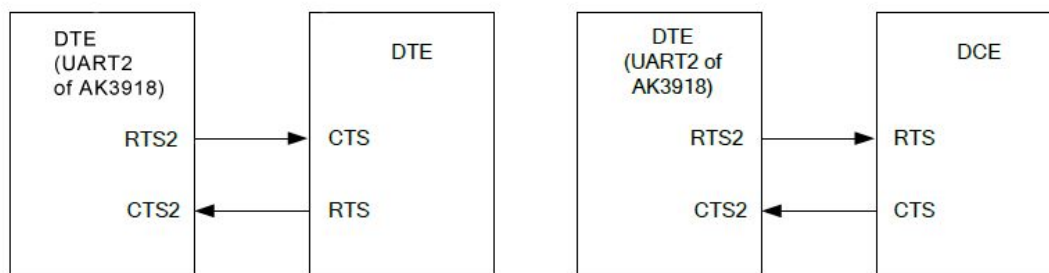 DTE
(UART2
of AK3918)
DTE
RTS2
CTS
CTS2
RTS
DTE
(UART2 of
AK3918)
DCE
RTS2
RTS
CTS2
CTS